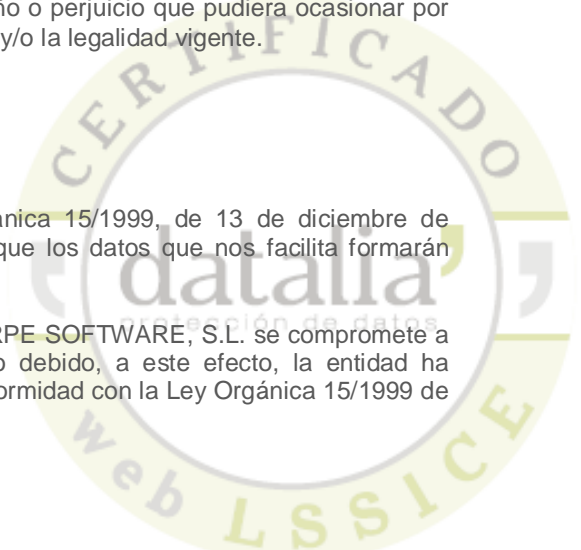 ño o perjuicio que pudiera ocasionar por
y/o la legalidad vigente.
CERTIFICADO
ánica 15/1999, de 13 de diciembre de
que los datos que nos facilita formarán
datalia
protección de datos
RPE SOFTWARE, S.L. se compromete a
o debido, a este efecto, la entidad ha
ormidad con la Ley Orgánica 15/1999 de
web LSSICE